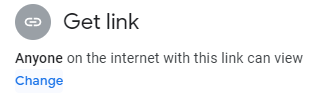 Get link
Anyone on the internet with this link can view
Change